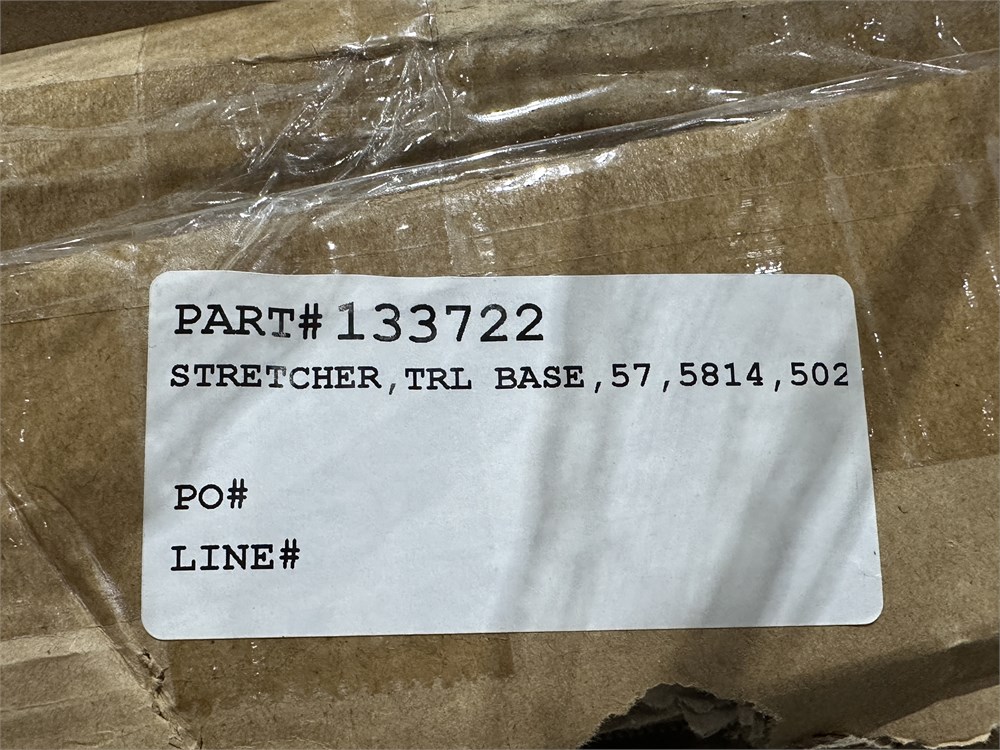 PART# 133722
STRETCHER,TRL BASE,57,5814,502
PO#
LINE#